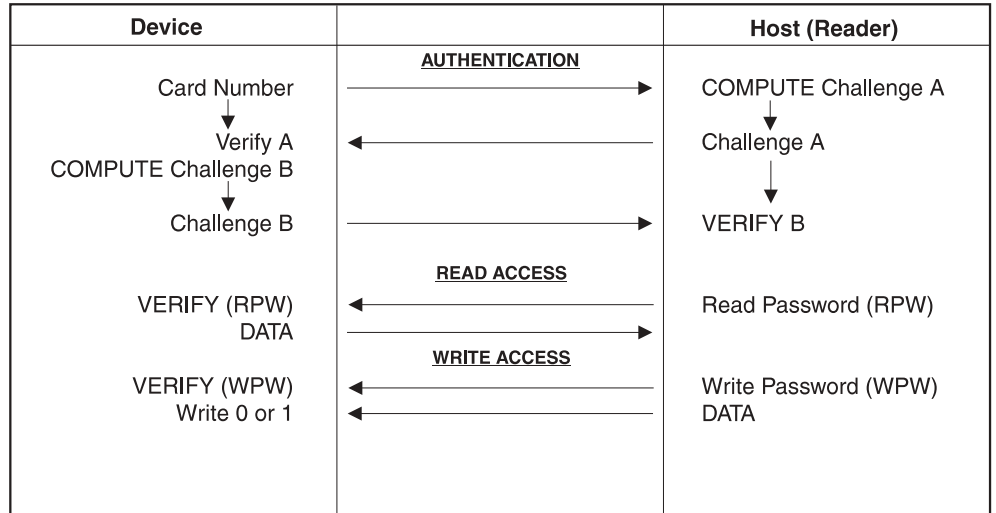 Device Host (Reader)
AUTHENTICATION
Card Number COMPUTE Challenge A
Verify A Challenge A
COMPUTE Challenge B
Challenge B VERIFY B
READ ACCESS
VERIFY (RPW) Read Password (RPW)
DATA
WRITE ACCESS
VERIFY (WPW) Write Password (WPW)
Write 0 or 1 DATA